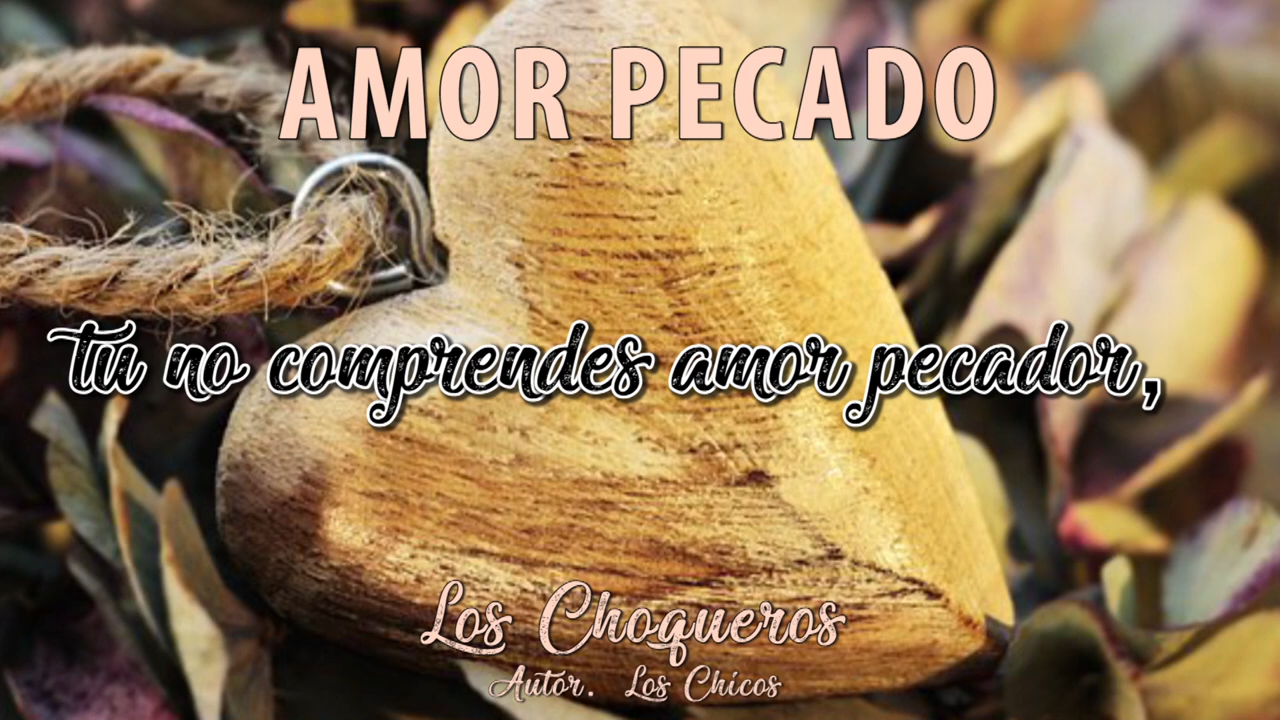 AMOR PECADO
tu no comprendes amor pecador,
Los Choqueros
Autor. Los Chicos